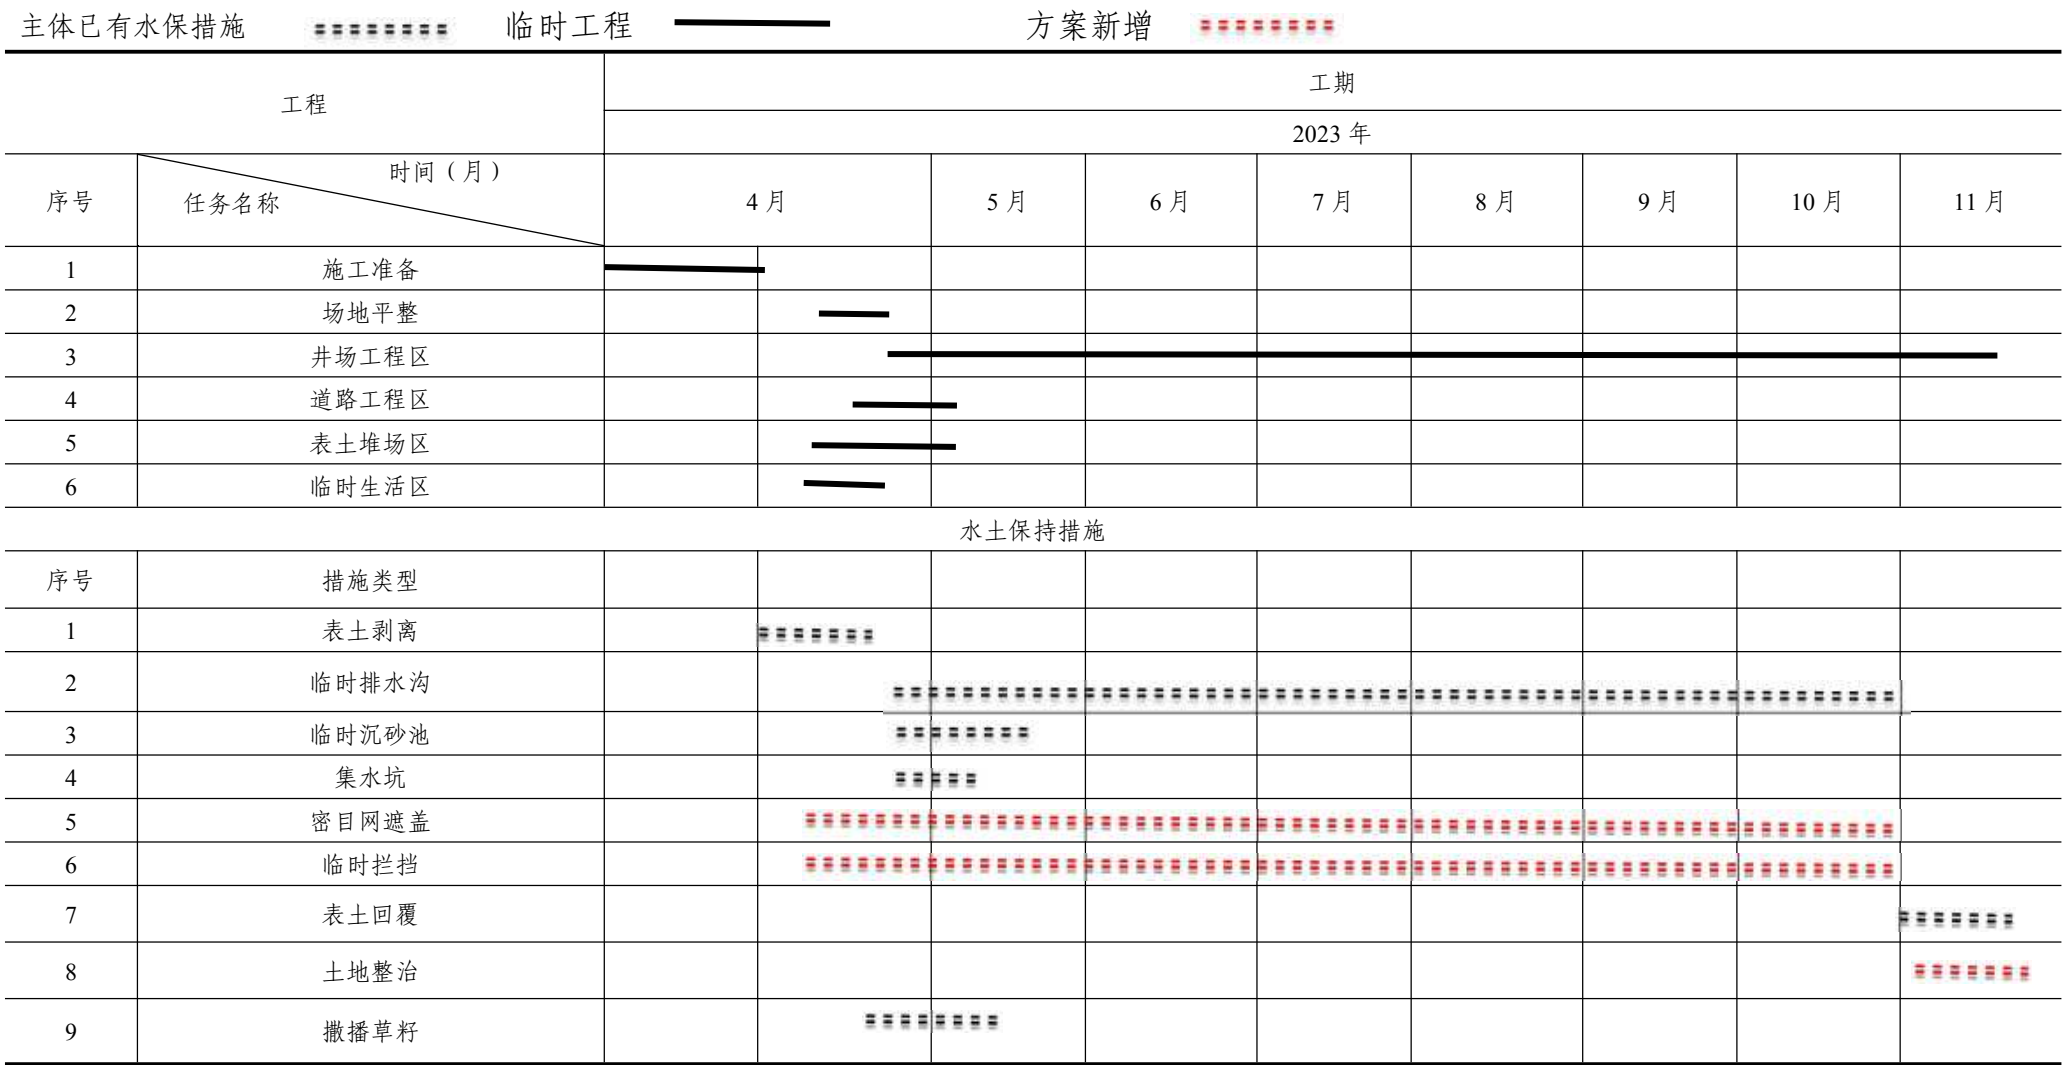 主体已有水保措施 临时工程 方案新增
工程 工期
2023 年
序号 时间（月） 任务名称 4 月 5 月 6 月 7 月 8 月 9 月 10 月 11 月
1 施工准备
2 场地平整
3 井场工程区
4 道路工程区
5 表土堆场区
6 临时生活区
水土保持措施
序号 措施类型
1 表土剥离
2 临时排水沟
3 临时沉砂池
4 集水坑
5 密目网遮盖
6 临时拦挡
7 表土回覆
8 土地整治
9 撒播草籽